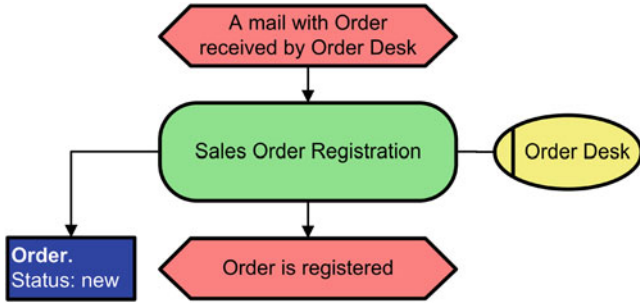 A mail with Order
received by Order Desk
Sales Order Registration
Order Desk
Order.
Status: new
Order is registered